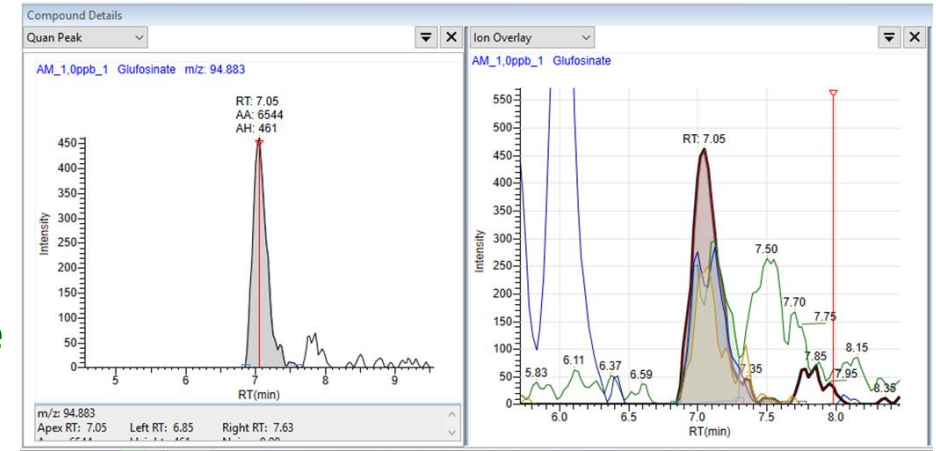 Compound Details
Quan Peak
Ion Overlay
AM_1,0ppb_1 Glufosinate m/z: 94.883
RT: 7.05
AA: 6544
AH: 461
450
400
350
300
250
200
150
100
50
0
Intensity
5 6 7 8 9
RT(min)
m/z: 94.883
Apex RT: 7.05 Left RT: 6.85 Right RT: 7.63
AM_1,0ppb_1 Glufosinate
RT: 7.05
550
500
450
400
350
300
250
200
150
100
50
0
Intensity
7.50
7.70
7.75
8.15
7.85
7.95
5.83 6.11 6.37 6.59 7.35 8.35
6.0 6.5 7.0 7.5 8.0
RT(min)
e